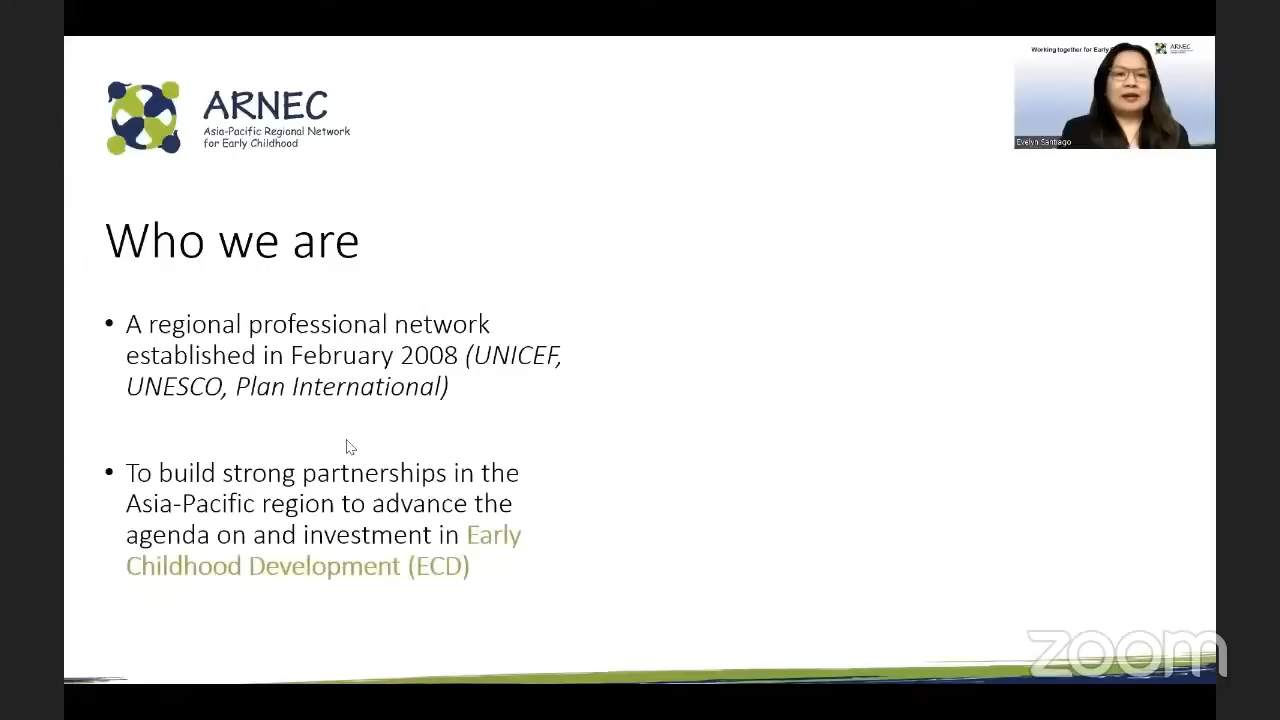 ARNEC
Asia-Pacific Regional Network
for Early Childhood
Working together for Early
ARNEC
Evelyn Santiago
Who we are
• A regional professional network
established in February 2008 (UNICEF,
UNESCO, Plan International)
• To build strong partnerships in the
Asia-Pacific region to advance the
agenda on and investment in Early
Childhood Development (ECD)
zoom